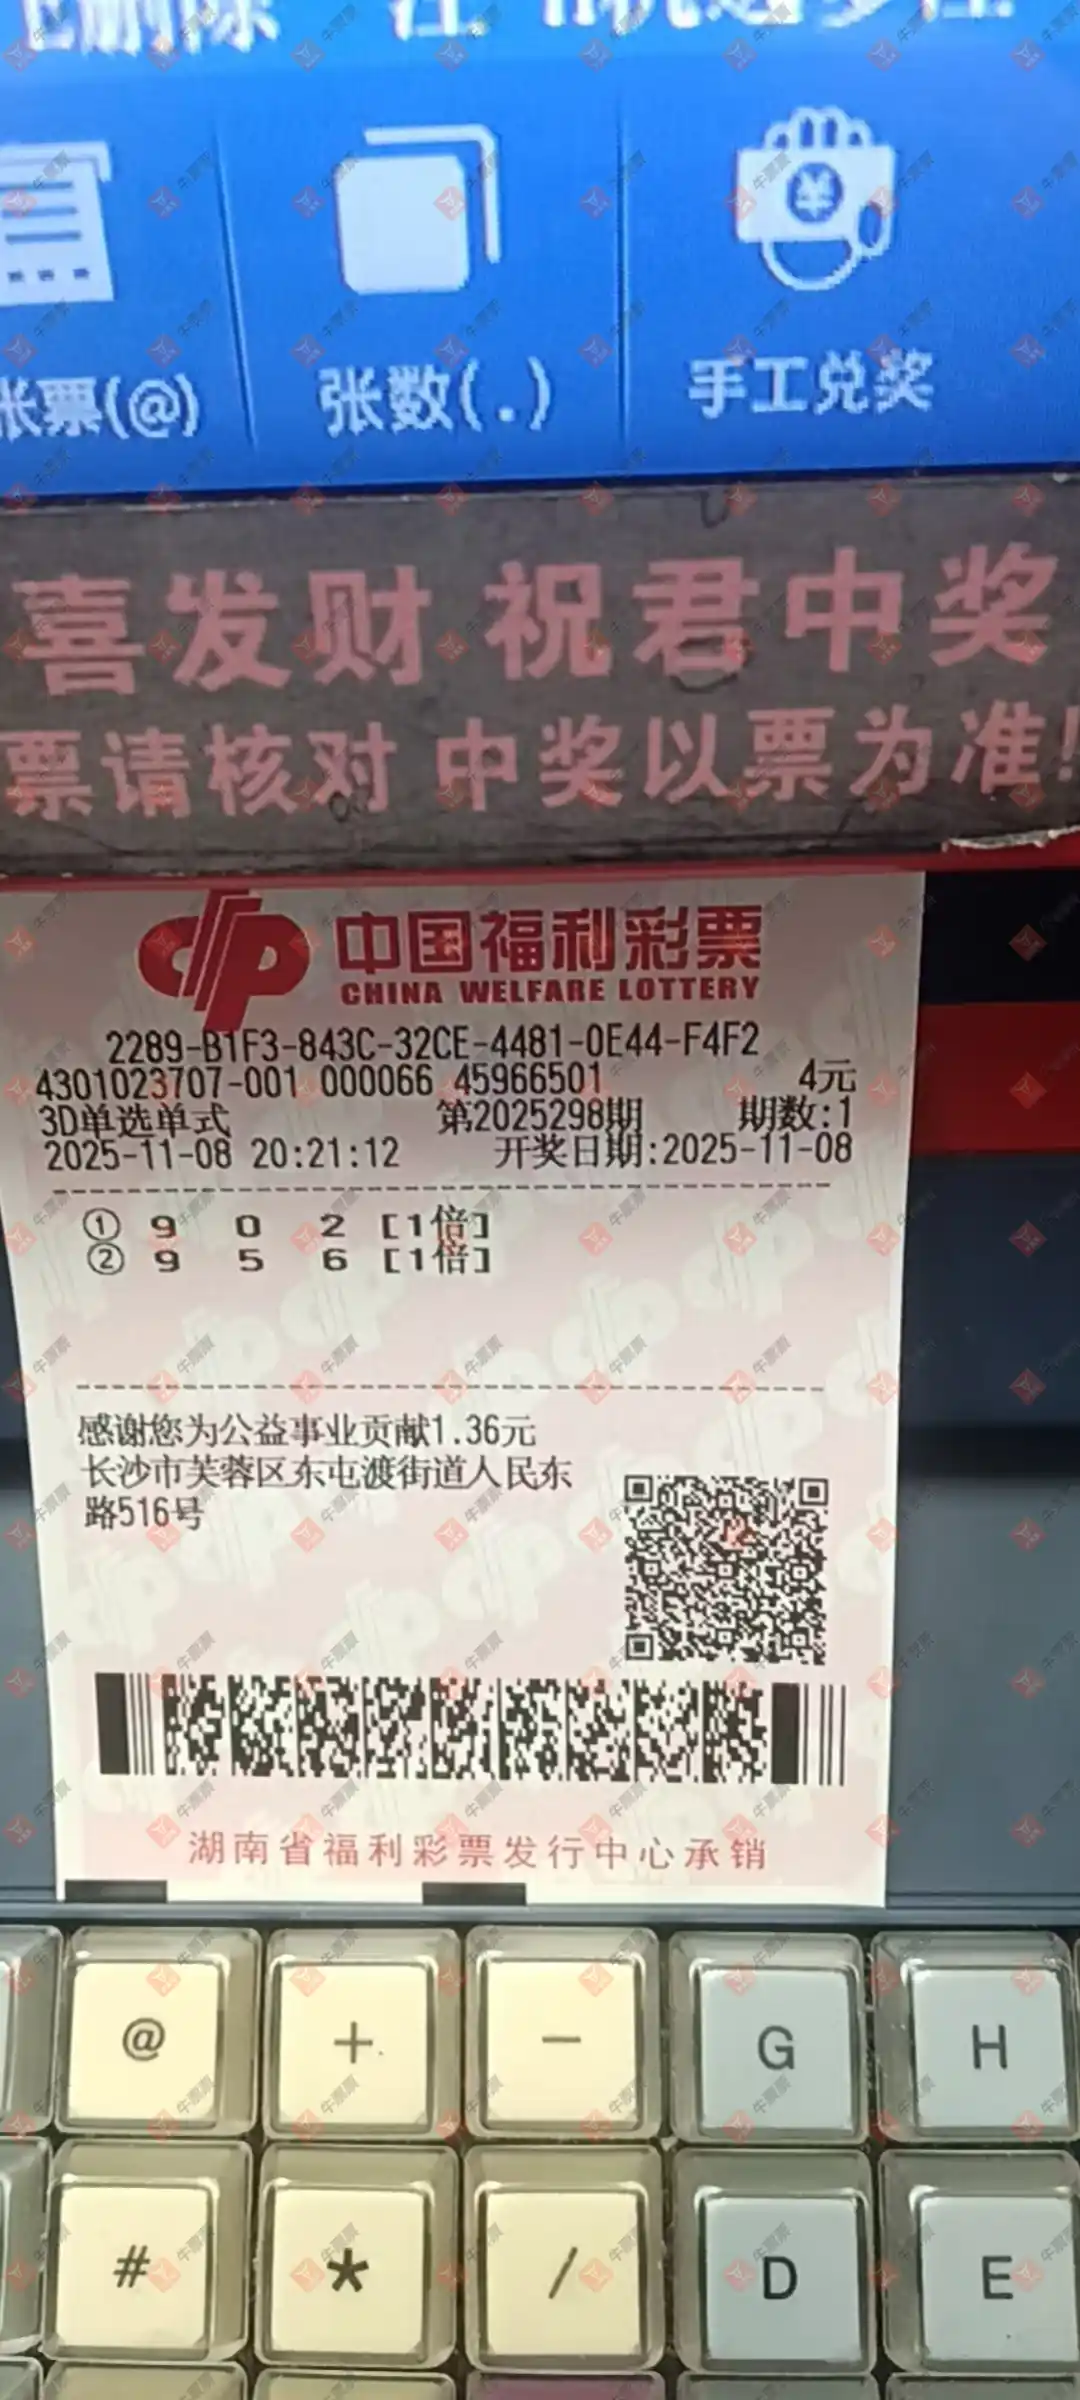 张票(@)
张数(.)
手工兑奖
喜发财 祝君中奖
票请核对 中奖以票为准!
中国福利彩票
CHINA WELFARE LOTTERY
2289-B1F3-843C-32CE-4481-0E44-F4F2
4301023707-001 000066 45966501 4元
3D单选单式 第2025298期 期数:1
2025-11-08 20:21:12 开奖日期:2025-11-08
① 9 0 2 [1倍]
② 9 5 6 [1倍]
感谢您为公益事业贡献1.36元
长沙市芙蓉区东屯渡街道人民东
路516号
湖南省福利彩票发行中心承销
@ + - G H
# * / D E
牛票票